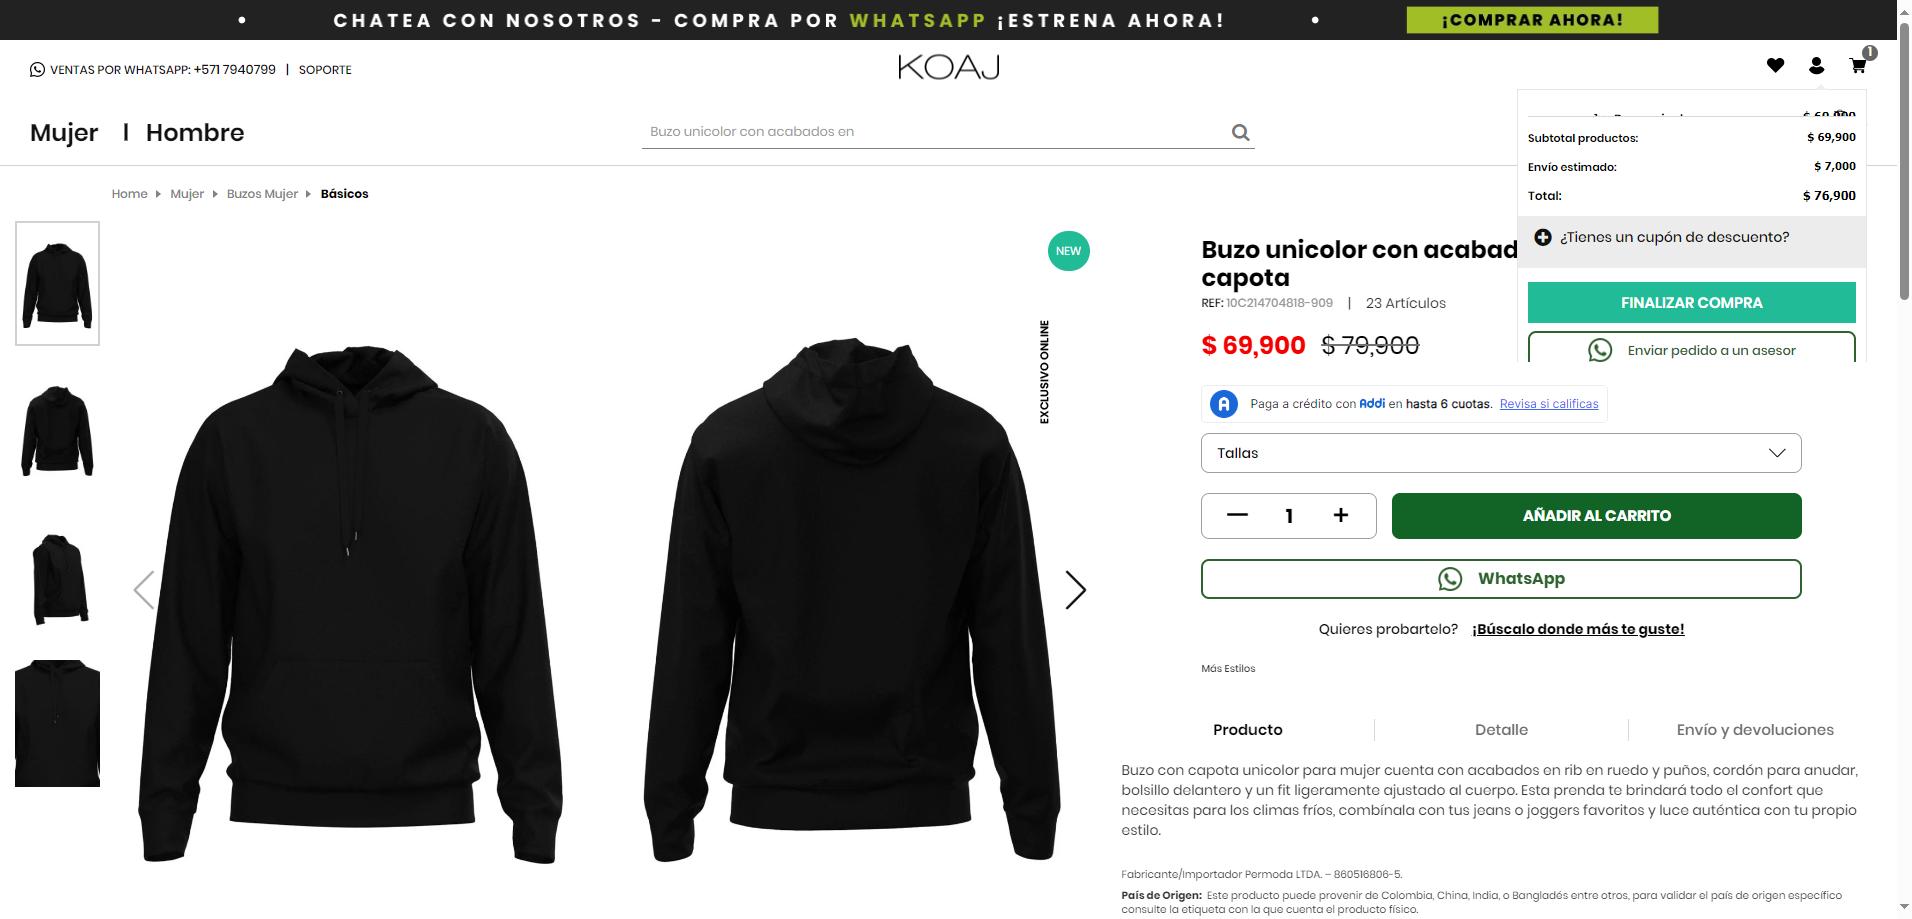 CHATEA CON NOSOTROS - COMPRA POR WHATSAPP ¡ESTRENA AHORA!
¡COMPRAR AHORA!
VENTAS POR WHATSAPP: +571 7940799 | SOPORTE
KOAJ
1
Mujer | Hombre
Buzo unicolor con acabados en
Subtotal productos: $ 69,900
Envío estimado: $ 7,000
Total: $ 76,900
¿Tienes un cupón de descuento?
FINALIZAR COMPRA
Enviar pedido a un asesor
Home Mujer Buzos Mujer Básicos
NEW
EXCLUSIVO ONLINE
Buzo unicolor con acabad
capota
REF: 10C214704818-909 | 23 Artículos
$ 69,900 $ 79,900
Paga a crédito con Addi en hasta 6 cuotas. Revisa si calificas
Tallas
1
AÑADIR AL CARRITO
WhatsApp
Quieres probartelo? ¡Búscalo donde más te guste!
Más Estilos
Producto Detalle Envío y devoluciones
Buzo con capota unicolor para mujer cuenta con acabados en rib en ruedo y puños, cordón para anudar,
bolsillo delantero y un fit ligeramente ajustado al cuerpo. Esta prenda te brindará todo el confort que
necesitas para los climas fríos, combínala con tus jeans o joggers favoritos y luce auténtica con tu propio
estilo.
Fabricante/Importador Permoda LTDA. – 860516806-5.
País de Origen: Este producto puede provenir de Colombia, China, India, o Bangladés entre otros, para validar el país de origen específico
consulte la etiqueta con la que cuenta el producto físico.